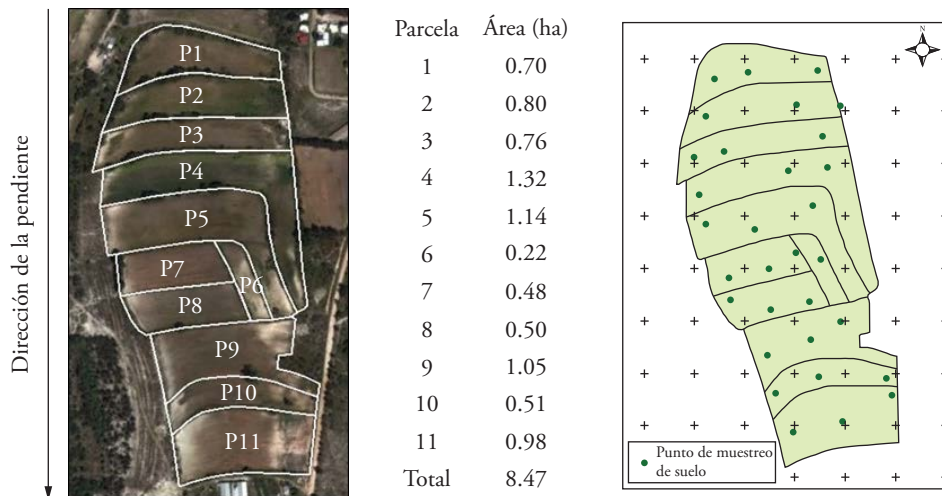 Dirección de la pendiente
P1
P2
P3
P4
P5
P7
P6
P8
P9
P10
P11
Parcela Área (ha)
1 0.70
2 0.80
3 0.76
4 1.32
5 1.14
6 0.22
7 0.48
8 0.50
9 1.05
10 0.51
11 0.98
Total 8.47
N
Punto de muestreo
de suelo